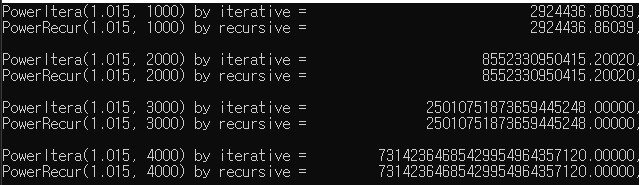 PowerItera(1.015, 1000) by iterative = 2924436.86039,
PowerRecur(1.015, 1000) by recursive = 2924436.86039,
PowerItera(1.015, 2000) by iterative = 8552330950415.20020,
PowerRecur(1.015, 2000) by recursive = 8552330950415.20020,
PowerItera(1.015, 3000) by iterative = 25010751873659445248.00000,
PowerRecur(1.015, 3000) by recursive = 25010751873659445248.00000,
PowerItera(1.015, 4000) by iterative = 73142364685429954964357120.00000,
PowerRecur(1.015, 4000) by recursive = 73142364685429954964357120.00000,